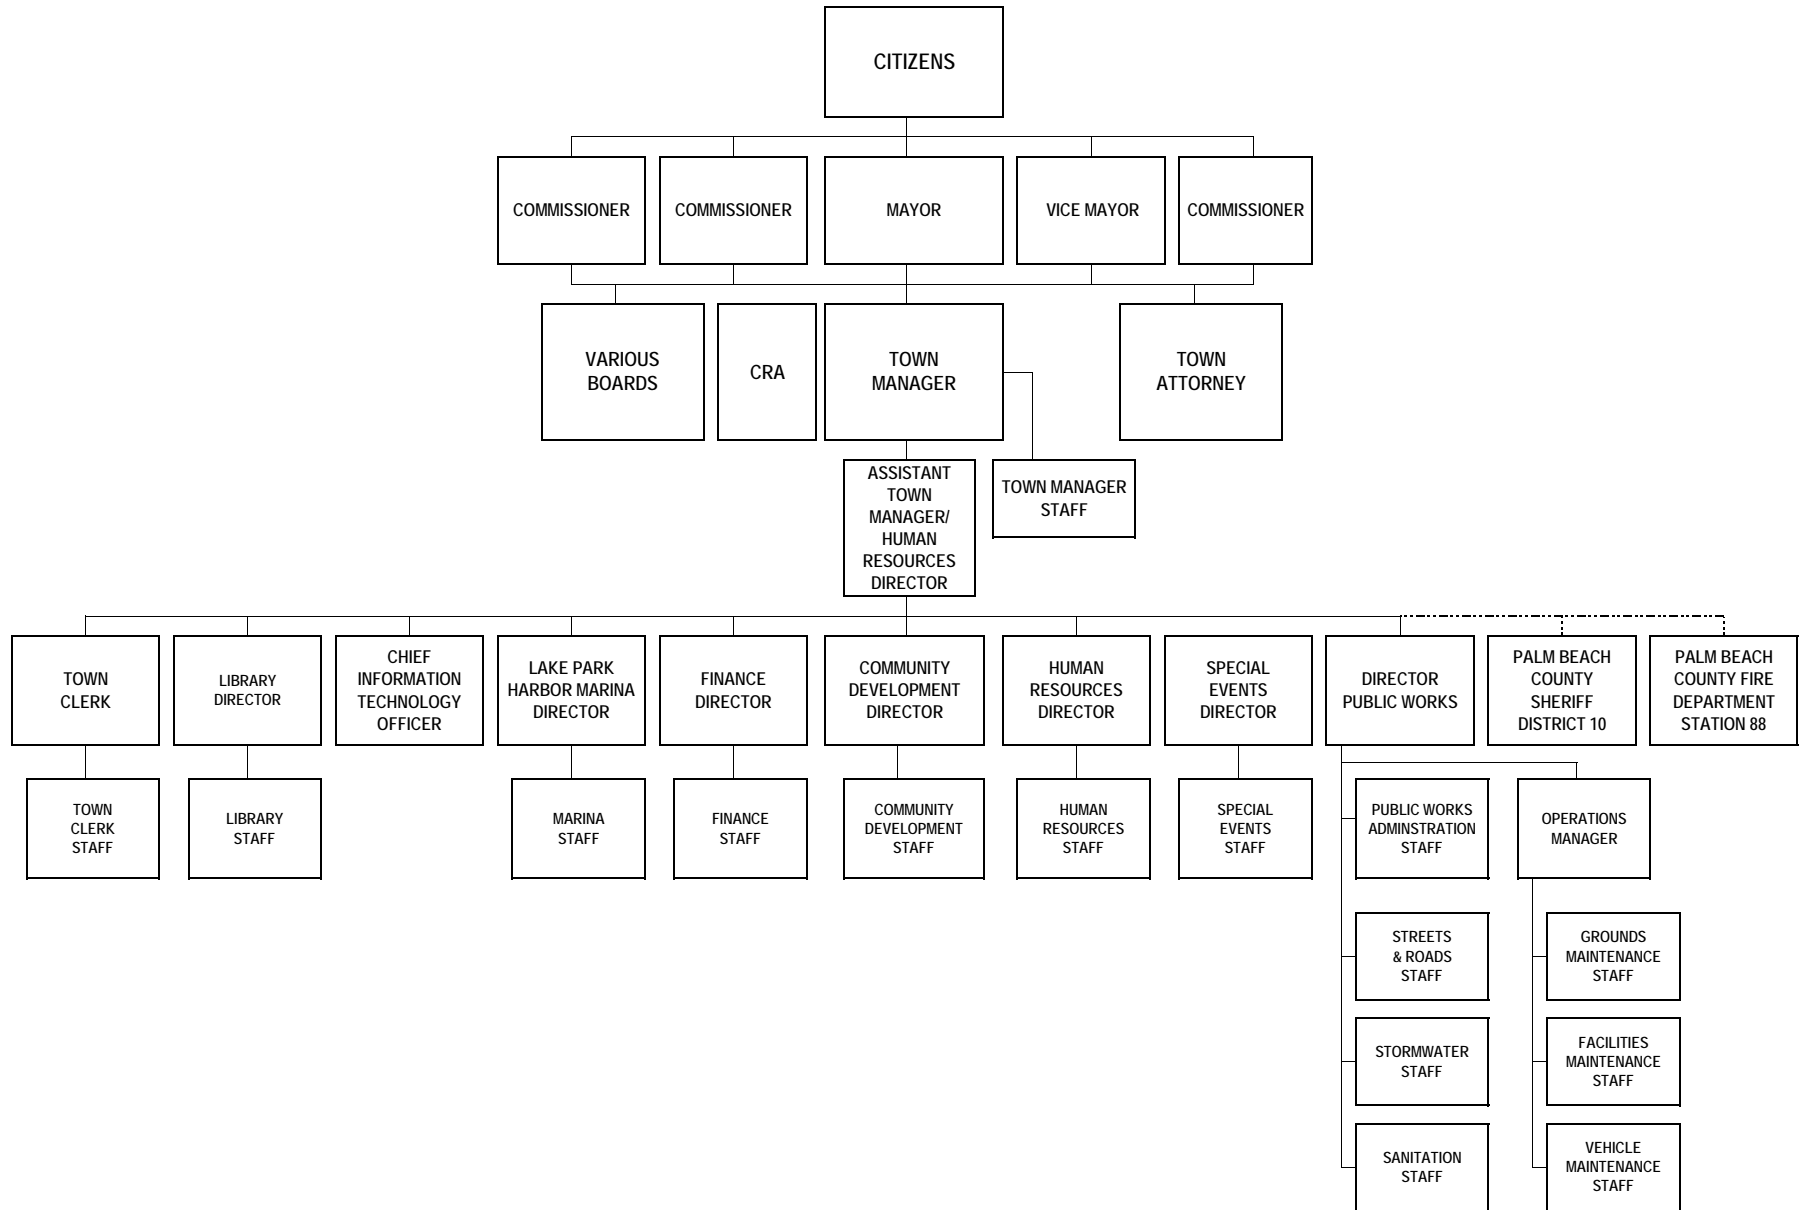 CITIZENS
COMMISSIONER
COMMISSIONER
MAYOR
VICE MAYOR
COMMISSIONER
VARIOUS
BOARDS
CRA
TOWN
MANAGER
TOWN
ATTORNEY
ASSISTANT
TOWN
MANAGER/
HUMAN
RESOURCES
DIRECTOR
TOWN MANAGER
STAFF
TOWN
CLERK
LIBRARY
DIRECTOR
CHIEF
INFORMATION
TECHNOLOGY
OFFICER
LAKE PARK
HARBOR MARINA
DIRECTOR
FINANCE
DIRECTOR
COMMUNITY
DEVELOPMENT
DIRECTOR
HUMAN
RESOURCES
DIRECTOR
SPECIAL
EVENTS
DIRECTOR
DIRECTOR
PUBLIC WORKS
PALM BEACH
COUNTY
SHERIFF
DISTRICT 10
PALM BEACH
COUNTY FIRE
DEPARTMENT
STATION 88
TOWN
CLERK
STAFF
LIBRARY
STAFF
MARINA
STAFF
FINANCE
STAFF
COMMUNITY
DEVELOPMENT
STAFF
HUMAN
RESOURCES
STAFF
SPECIAL
EVENTS
STAFF
PUBLIC WORKS
ADMINSTRATION
STAFF
OPERATIONS
MANAGER
STREETS
& ROADS
STAFF
GROUNDS
MAINTENANCE
STAFF
STORMWATER
STAFF
FACILITIES
MAINTENANCE
STAFF
SANITATION
STAFF
VEHICLE
MAINTENANCE
STAFF